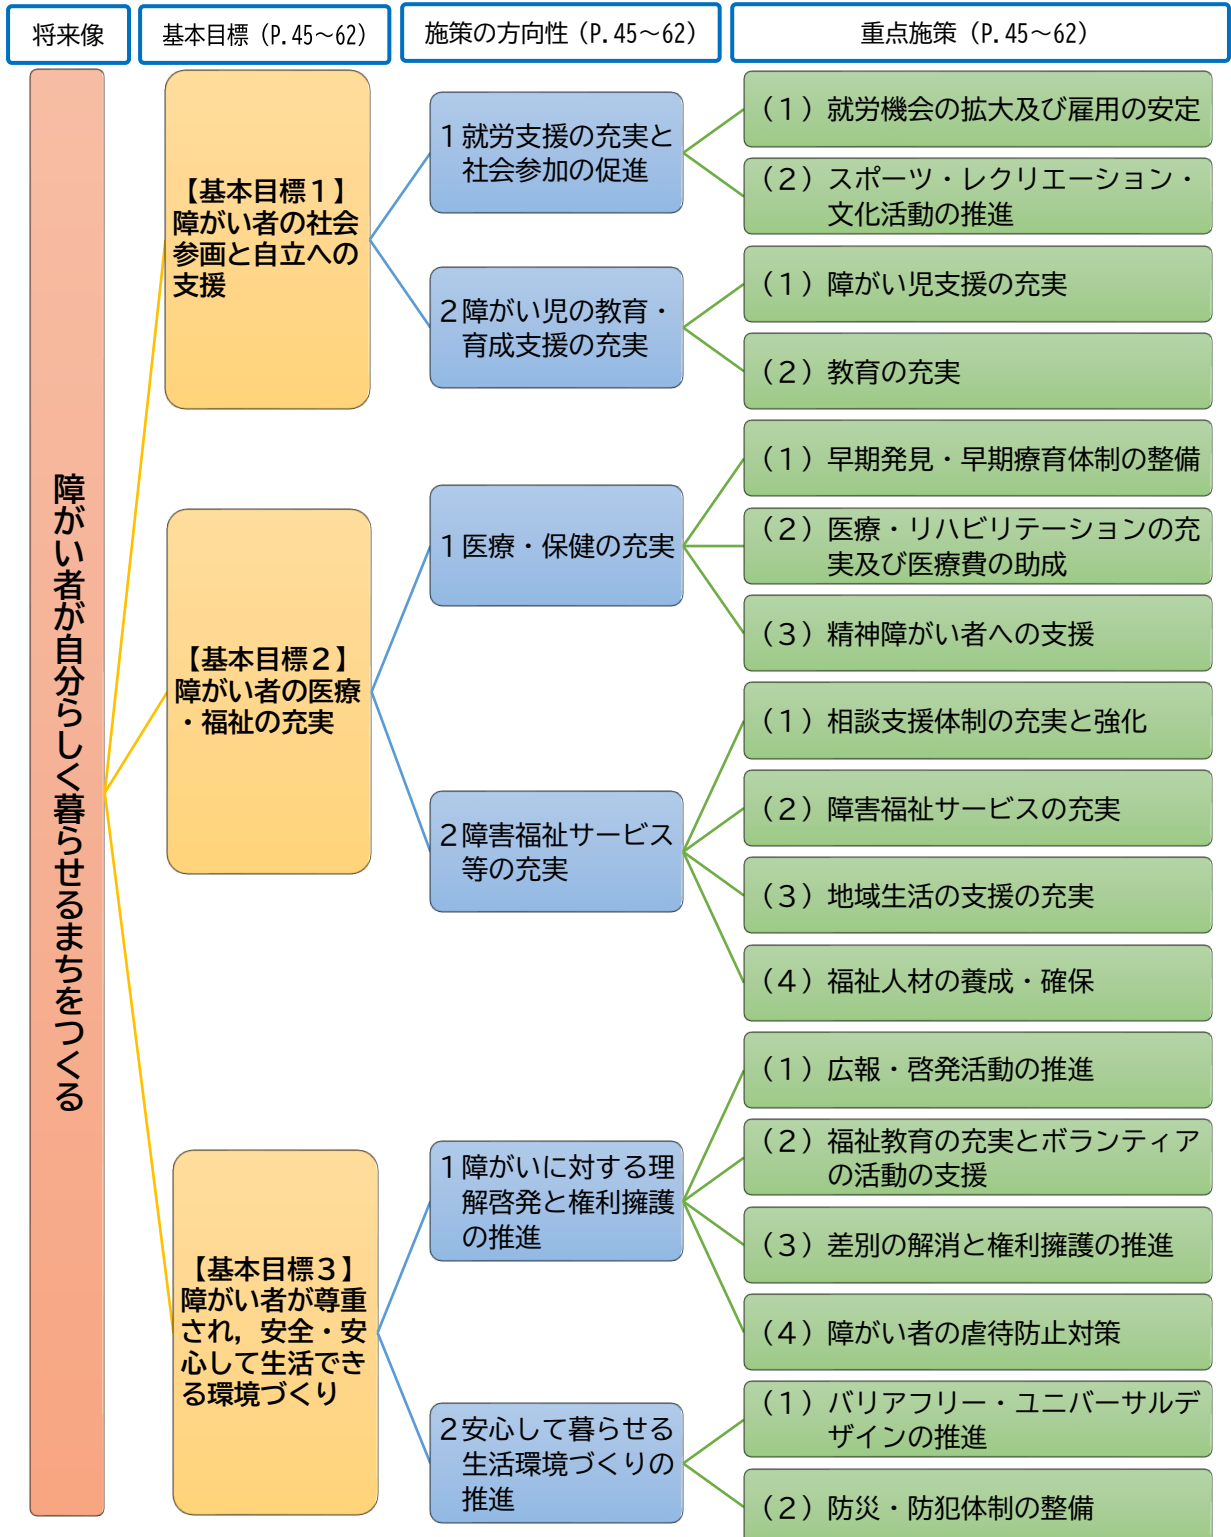 将来像
基本目標（P.45～62）
施策の方向性（P.45～62）
重点施策（P.45～62）
障がい者が自分らしく暮らせるまちをつくる
【基本目標１】
障がい者の社会
参画と自立への
支援
１就労支援の充実と
社会参加の促進
（１）就労機会の拡大及び雇用の安定
（２）スポーツ・レクリエーション・
文化活動の推進
２障がい児の教育・
育成支援の充実
（１）障がい児支援の充実
（２）教育の充実
【基本目標２】
障がい者の医療
・福祉の充実
１医療・保健の充実
（１）早期発見・早期療育体制の整備
（２）医療・リハビリテーションの充
実及び医療費の助成
（３）精神障がい者への支援
２障害福祉サービス
等の充実
（１）相談支援体制の充実と強化
（２）障害福祉サービスの充実
（３）地域生活の支援の充実
（４）福祉人材の養成・確保
【基本目標３】
障がい者が尊重
され，安全・安
心して生活でき
る環境づくり
１障がいに対する理
解啓発と権利擁護
の推進
（１）広報・啓発活動の推進
（２）福祉教育の充実とボランティア
の活動の支援
（３）差別の解消と権利擁護の推進
（４）障がい者の虐待防止対策
２安心して暮らせる
生活環境づくりの
推進
（１）バリアフリー・ユニバーサルデ
ザインの推進
（２）防災・防犯体制の整備